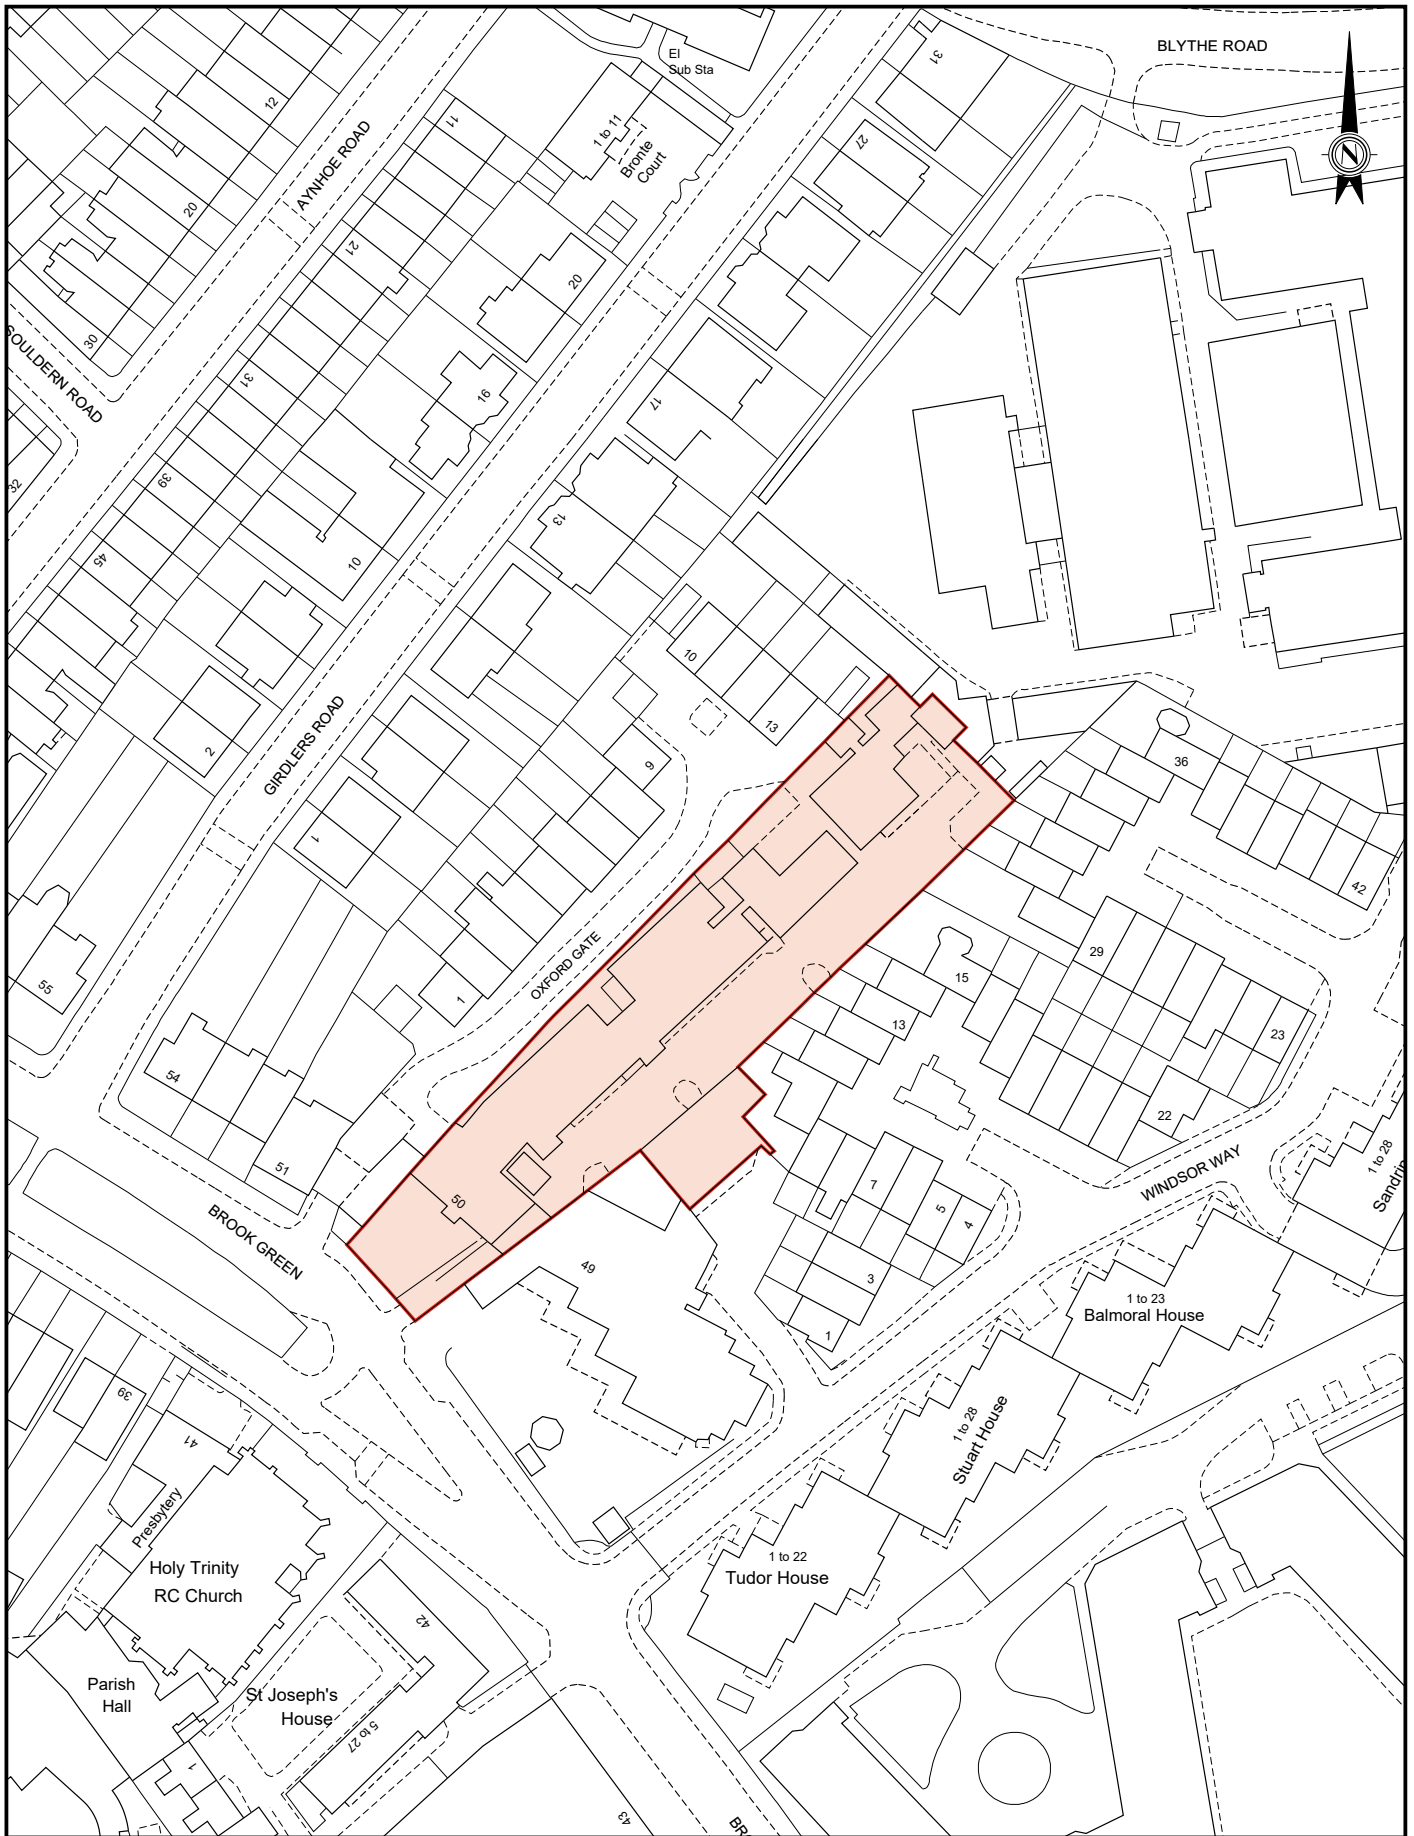 BLYTHE ROAD
El
Sub Sta
31
12
11
1 to 11
Bronte
Court
27
AYNHOE ROAD
N
20
21
20
SOULDERN ROAD
30
31
16
17
32
39
13
45
10
10
2
13
GIRDLERS ROAD
9
36
1
42
29
55
OXFORD GATE
15
1
13
23
54
22
51
7
WINDSOR WAY
1 to 28
50
5
4
BROOK GREEN
49
3
1 to 23
Balmoral House
1
39
41
1 to 28
Stuart House
Presbytery
Holy Trinity
RC Church
1 to 22
Tudor House
42
Parish
Hall
St Joseph's
House
5 to 27
1
43